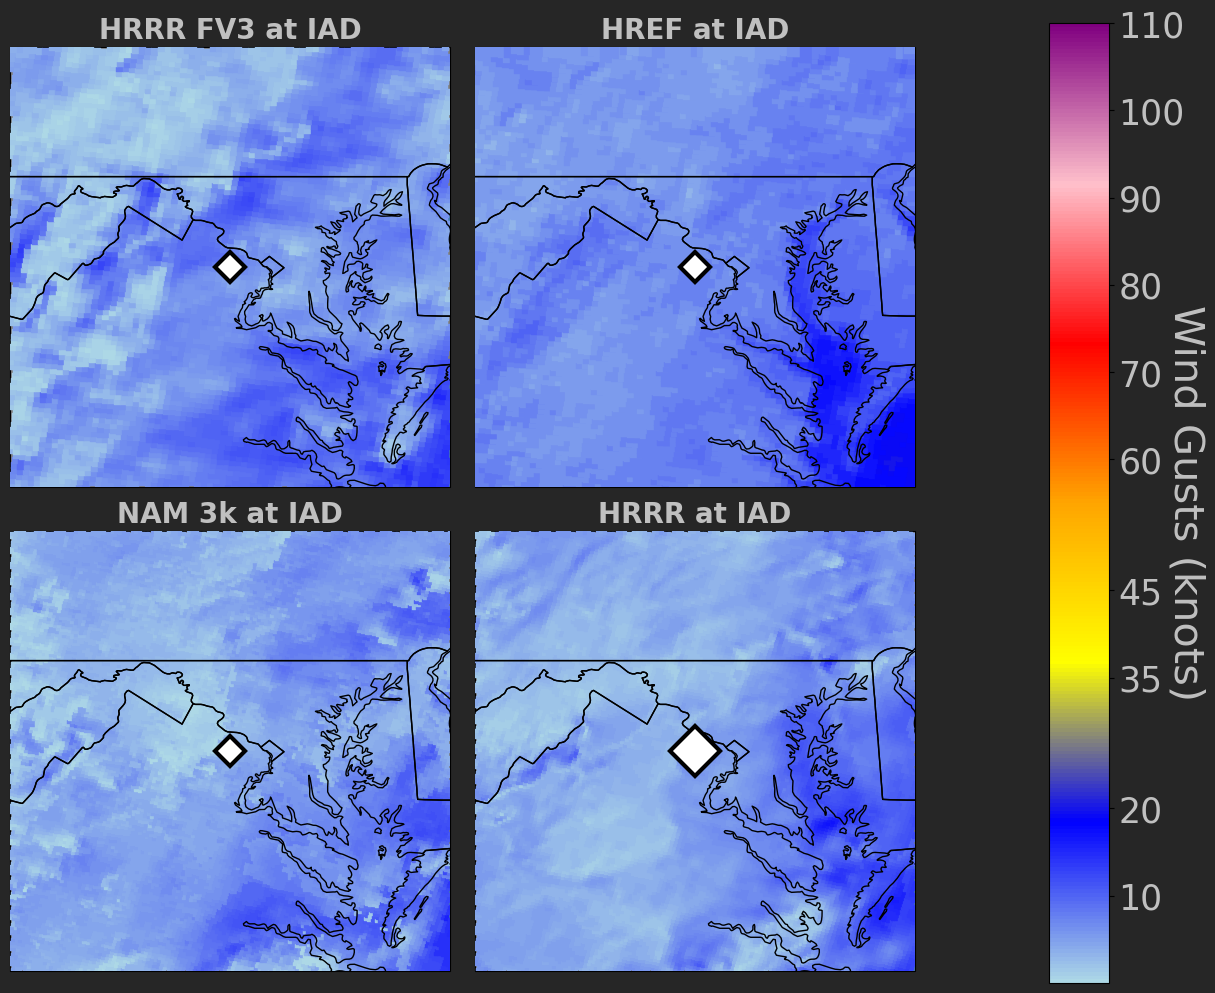 HRRR FV3 at IAD
HREF at IAD
NAM 3k at IAD
HRRR at IAD
110
100
90
80
70
60
45
35
20
10
Wind Gusts (knots)